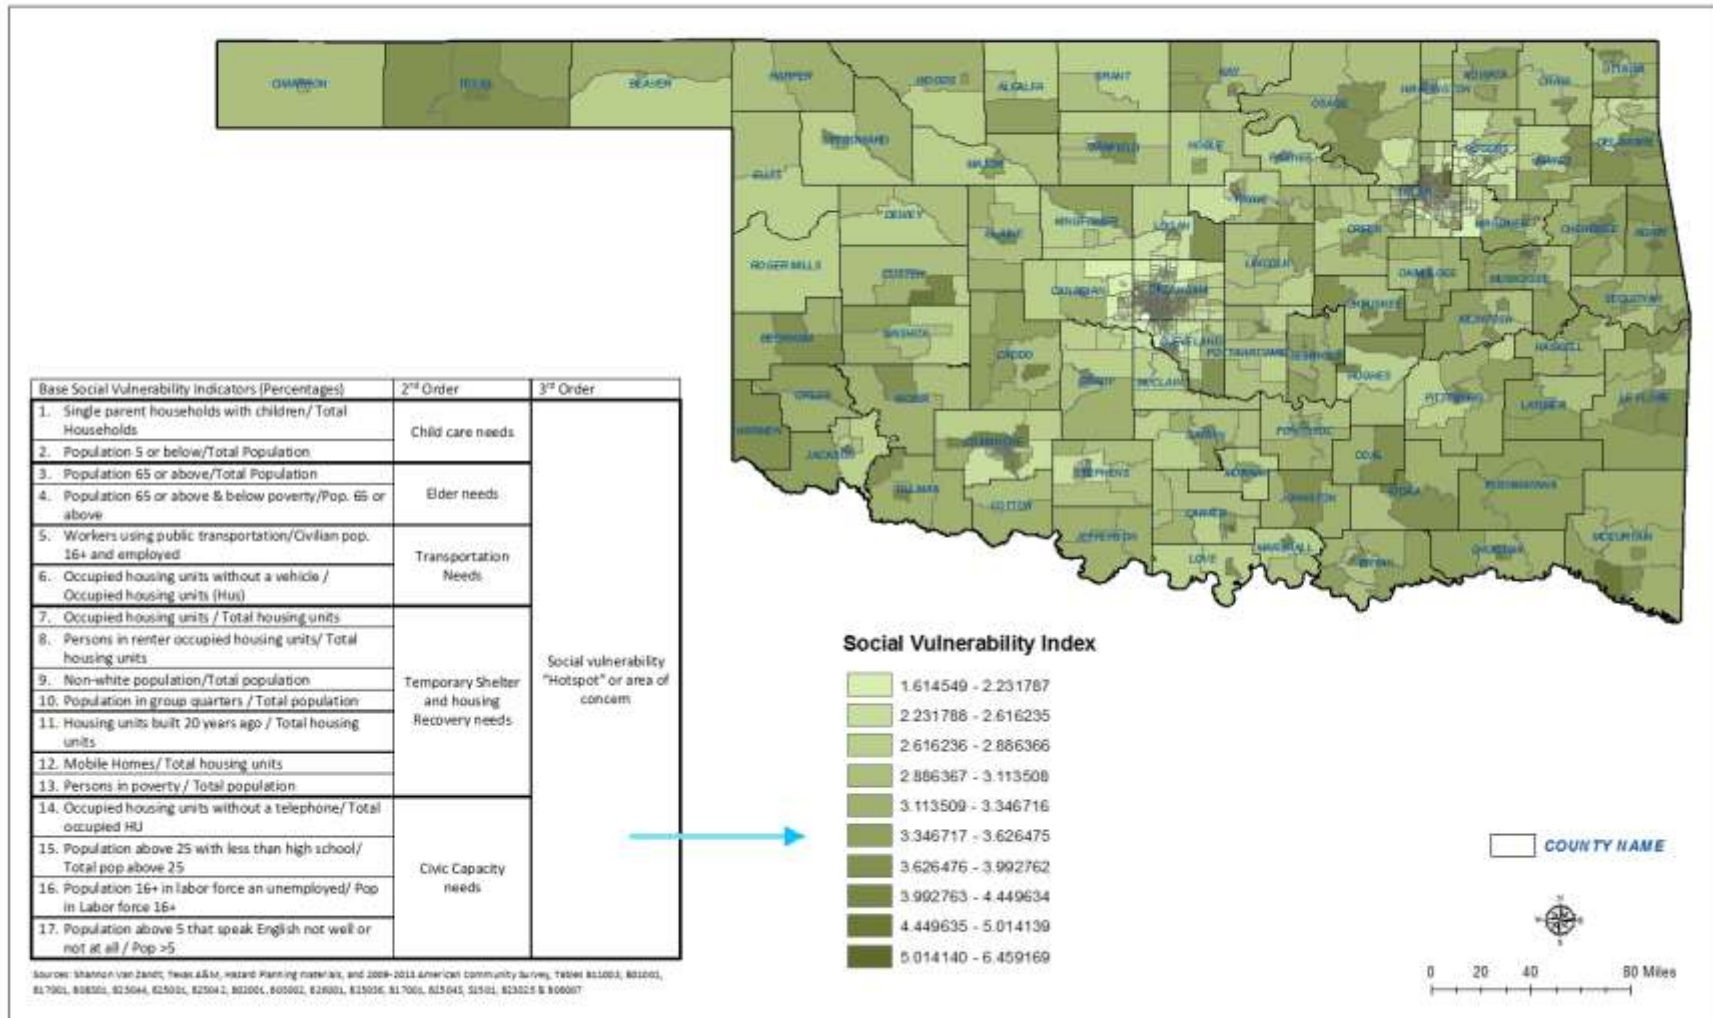 CIMARRON
TEXAS
BEAVER
HARPER
WOODS
ALFALFA
GRANT
KAY
OSAGE
WASHINGTON
NOWATA
CRAIG
OTTAWA
ELLIS
WOODWARD
MAJOR
GARFIELD
NOBLE
PAWNEE
ROGERS
MAYES
DELAWARE
DEWEY
BLAINE
KINGFISHER
LOGAN
PAYNE
CREEK
TULSA
WAGONER
CHEROKEE
ADAIR
ROGER MILLS
CUSTER
CANADIAN
OKLAHOMA
LINCOLN
OKMULGEE
MUSKOGEE
SEQUOYAH
BECKHAM
WASHITA
CADDO
GRADY
MCCLAIN
CLEVELAND
POTTAWATOMIE
SEMINOLE
OKFUSKEE
HUGHES
MCINTOSH
HASKELL
PITTSBURG
LATIMER
LE FLORE
GREER
KIOWA
HARMON
JACKSON
COMANCHE
TILLMAN
COTTON
STEPHENS
JEFFERSON
GARVIN
MURRAY
CARTER
LOVE
PONTOTOC
JOHNSTON
MARSHALL
COAL
ATOKA
BRYAN
PUSHMATAHA
CHOCTAW
MCCURTAIN
Base Social Vulnerability Indicators (Percentages)
2nd Order
3rd Order
1. Single parent households with children/ Total
Households
2. Population 5 or below/Total Population
Child care needs
3. Population 65 or above/Total Population
4. Population 65 or above & below poverty/Pop. 65 or
above
Elder needs
5. Workers using public transportation/Civilian pop.
16+ and employed
6. Occupied housing units without a vehicle /
Occupied housing units (Hus)
Transportation
Needs
7. Occupied housing units / Total housing units
8. Persons in renter occupied housing units/ Total
housing units
9. Non-white population/Total population
10. Population in group quarters / Total population
11. Housing units built 20 years ago / Total housing
units
12. Mobile Homes/ Total housing units
13. Persons in poverty / Total population
Temporary Shelter
and housing
Recovery needs
14. Occupied housing units without a telephone/ Total
occupied HU
15. Population above 25 with less than high school/
Total pop above 25
16. Population 16+ in labor force an unemployed/ Pop
in Labor force 16+
17. Population above 5 that speak English not well or
not at all / Pop >5
Civic Capacity
needs
Social vulnerability
"Hotspot" or area of
concern
Sources: Shannon Van Zandt, Texas A&M, Hazard Planning materials, and 2009-2013 American Community Survey, Tables
Social Vulnerability Index
1.614549 - 2.231787
2.231788 - 2.616235
2.616236 - 2.886366
2.886367 - 3.113508
3.113509 - 3.346716
3.346717 - 3.626475
3.626476 - 3.992762
3.992763 - 4.449634
4.449635 - 5.014139
5.014140 - 6.459169
COUNTY NAME
N
W
E
S
0 20 40 80 Miles